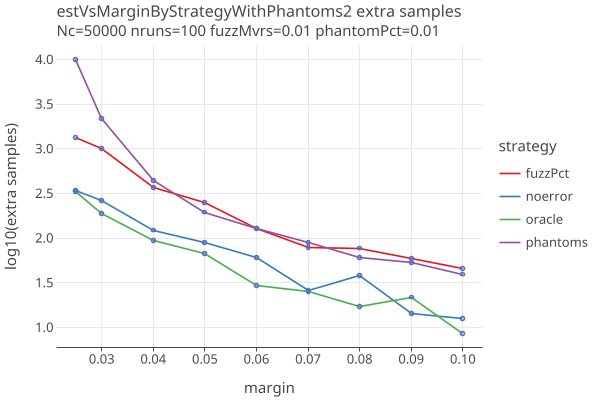 estVsMarginByStrategyWithPhantoms2 extra samples
Nc=50000 nruns=100 fuzzMvrs=0.01 phantomPct=0.01
log10(extra samples)
4.0
3.5
3.0
2.5
2.0
1.5
1.0
0.03 0.04 0.05 0.06 0.07 0.08 0.09 0.10
margin
strategy
fuzzPct
noerror
oracle
phantoms